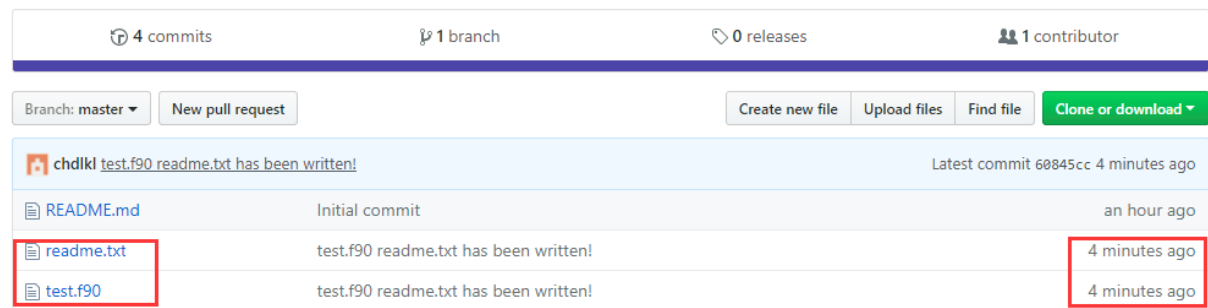 4 commits 1 branch 0 releases 1 contributor
Branch: master New pull request Create new file Upload files Find file Clone or download
chdlkl test.f90 readme.txt has been written! Latest commit 60845cc 4 minutes ago
README.md Initial commit an hour ago
readme.txt test.f90 readme.txt has been written! 4 minutes ago
test.f90 test.f90 readme.txt has been written! 4 minutes ago